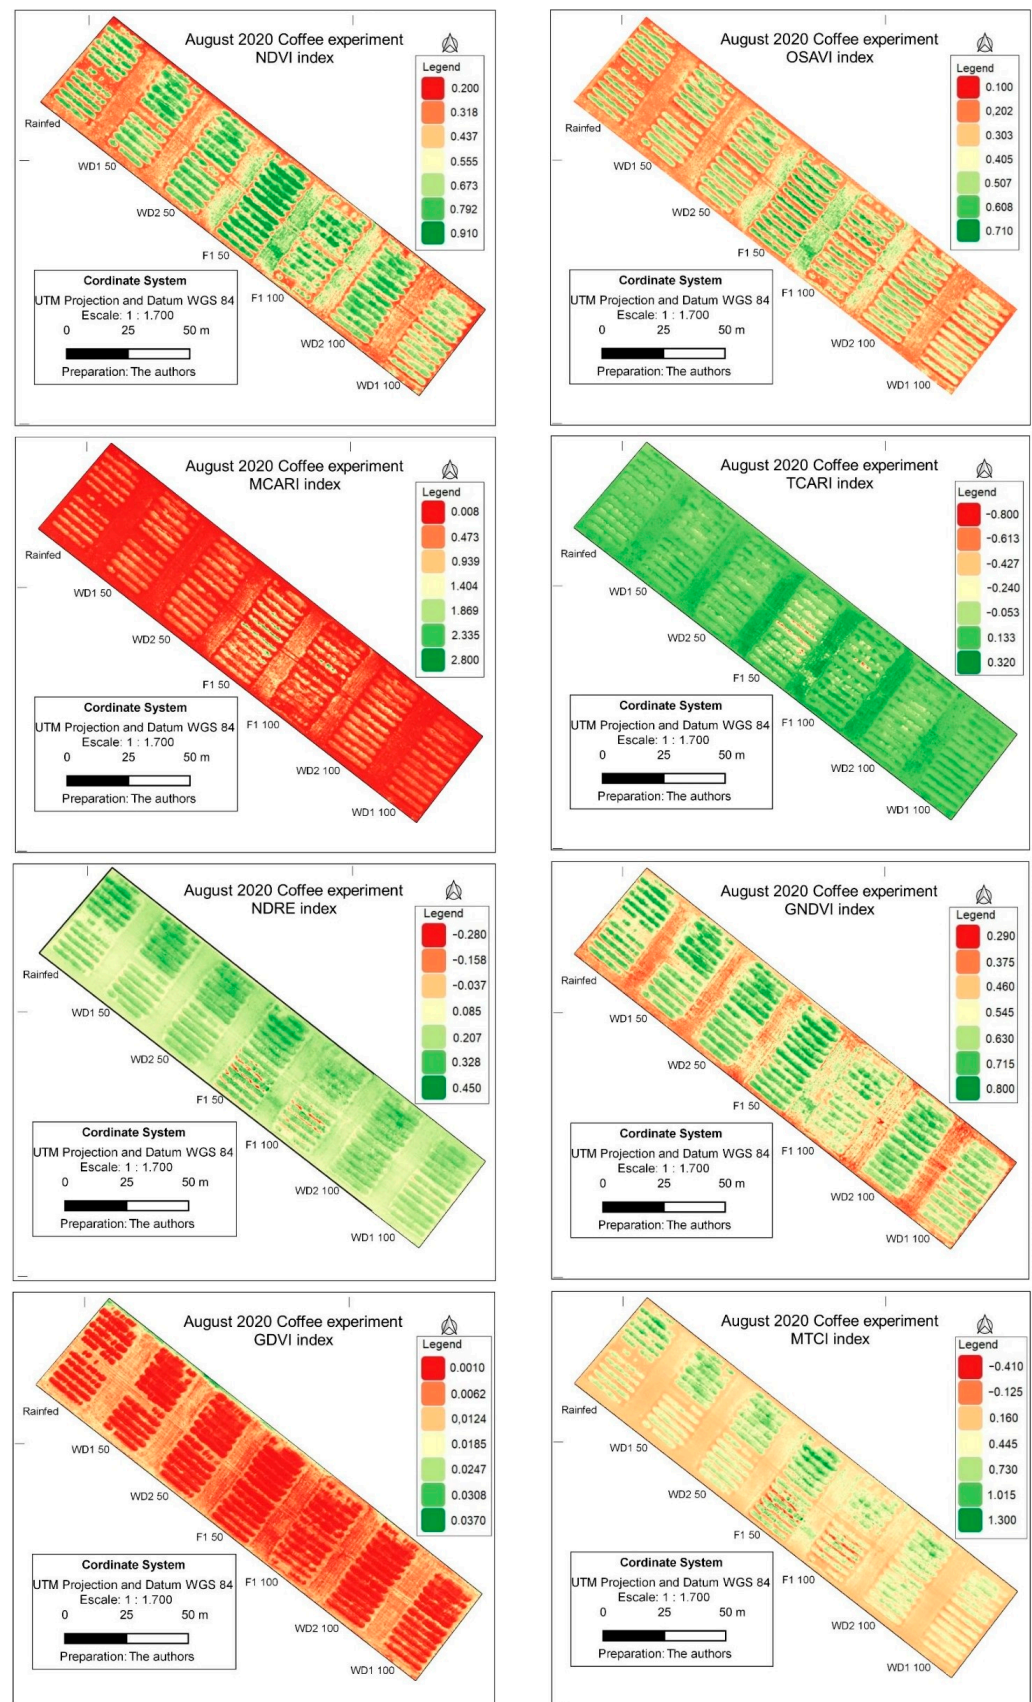 August 2020 Coffee experiment
NDVI index
Legend
0.200
0.318
0.437
0.555
0.673
0.792
0.910
Rainfed
WD1 50
WD2 50
F1 50
F1 100
WD2 100
WD1 100
Cordinate System
UTM Projection and Datum WGS 84
Escale: 1 : 1.700
0 25 50 m
Preparation: The authors
August 2020 Coffee experiment
OSAVI index
Legend
0.100
0,202
0.303
0.405
0.507
0.608
0.710
Rainfed
WD1 50
WD2 50
F1 50
F1 100
WD2 100
WD1 100
Cordinate System
UTM Projection and Datum WGS 84
Escale: 1 : 1.700
0 25 50 m
Preparation: The authors
August 2020 Coffee experiment
MCARI index
Legend
0.008
0.473
0.939
1.404
1.869
2.335
2.800
Rainfed
WD1 50
WD2 50
F1 50
F1 100
WD2 100
WD1 100
Cordinate System
UTM Projection and Datum WGS 84
Escale: 1 : 1.700
0 25 50 m
Preparation: The authors
August 2020 Coffee experiment
TCARI index
Legend
−0.800
−0.613
−0.427
−0.240
−0.053
0.133
0.320
Rainfed
WD1 50
WD2 50
F1 50
F1 100
WD2 100
WD1 100
Cordinate System
UTM Projection and Datum WGS 84
Escale: 1 : 1.700
0 25 50 m
Preparation: The authors
August 2020 Coffee experiment
NDRE index
Legend
−0.280
−0.158
−0.037
0.085
0.207
0.328
0.450
Rainfed
WD1 50
WD2 50
F1 50
F1 100
WD2 100
WD1 100
Cordinate System
UTM Projection and Datum WGS 84
Escale: 1 : 1.700
0 25 50 m
Preparation: The authors
August 2020 Coffee experiment
GNDVI index
Legend
0.290
0.375
0.460
0.545
0.630
0.715
0.800
Rainfed
WD1 50
WD2 50
F1 50
F1 100
WD2 100
WD1 100
Cordinate System
UTM Projection and Datum WGS 84
Escale: 1 : 1.700
0 25 50 m
Preparation: The authors
August 2020 Coffee experiment
GDVI index
Legend
0.0010
0.0062
0,0124
0.0185
0.0247
0.0308
0.0370
Rainfed
WD1 50
WD2 50
F1 50
F1 100
WD2 100
WD1 100
Cordinate System
UTM Projection and Datum WGS 84
Escale: 1 : 1.700
0 25 50 m
Preparation: The authors
August 2020 Coffee experiment
MTCI index
Legend
−0.410
−0.125
0.160
0.445
0.730
1.015
1.300
Rainfed
WD1 50
WD2 50
F1 50
F1 100
WD2 100
WD1 100
Cordinate System
UTM Projection and Datum WGS 84
Escale: 1 : 1.700
0 25 50 m
Preparation: The authors